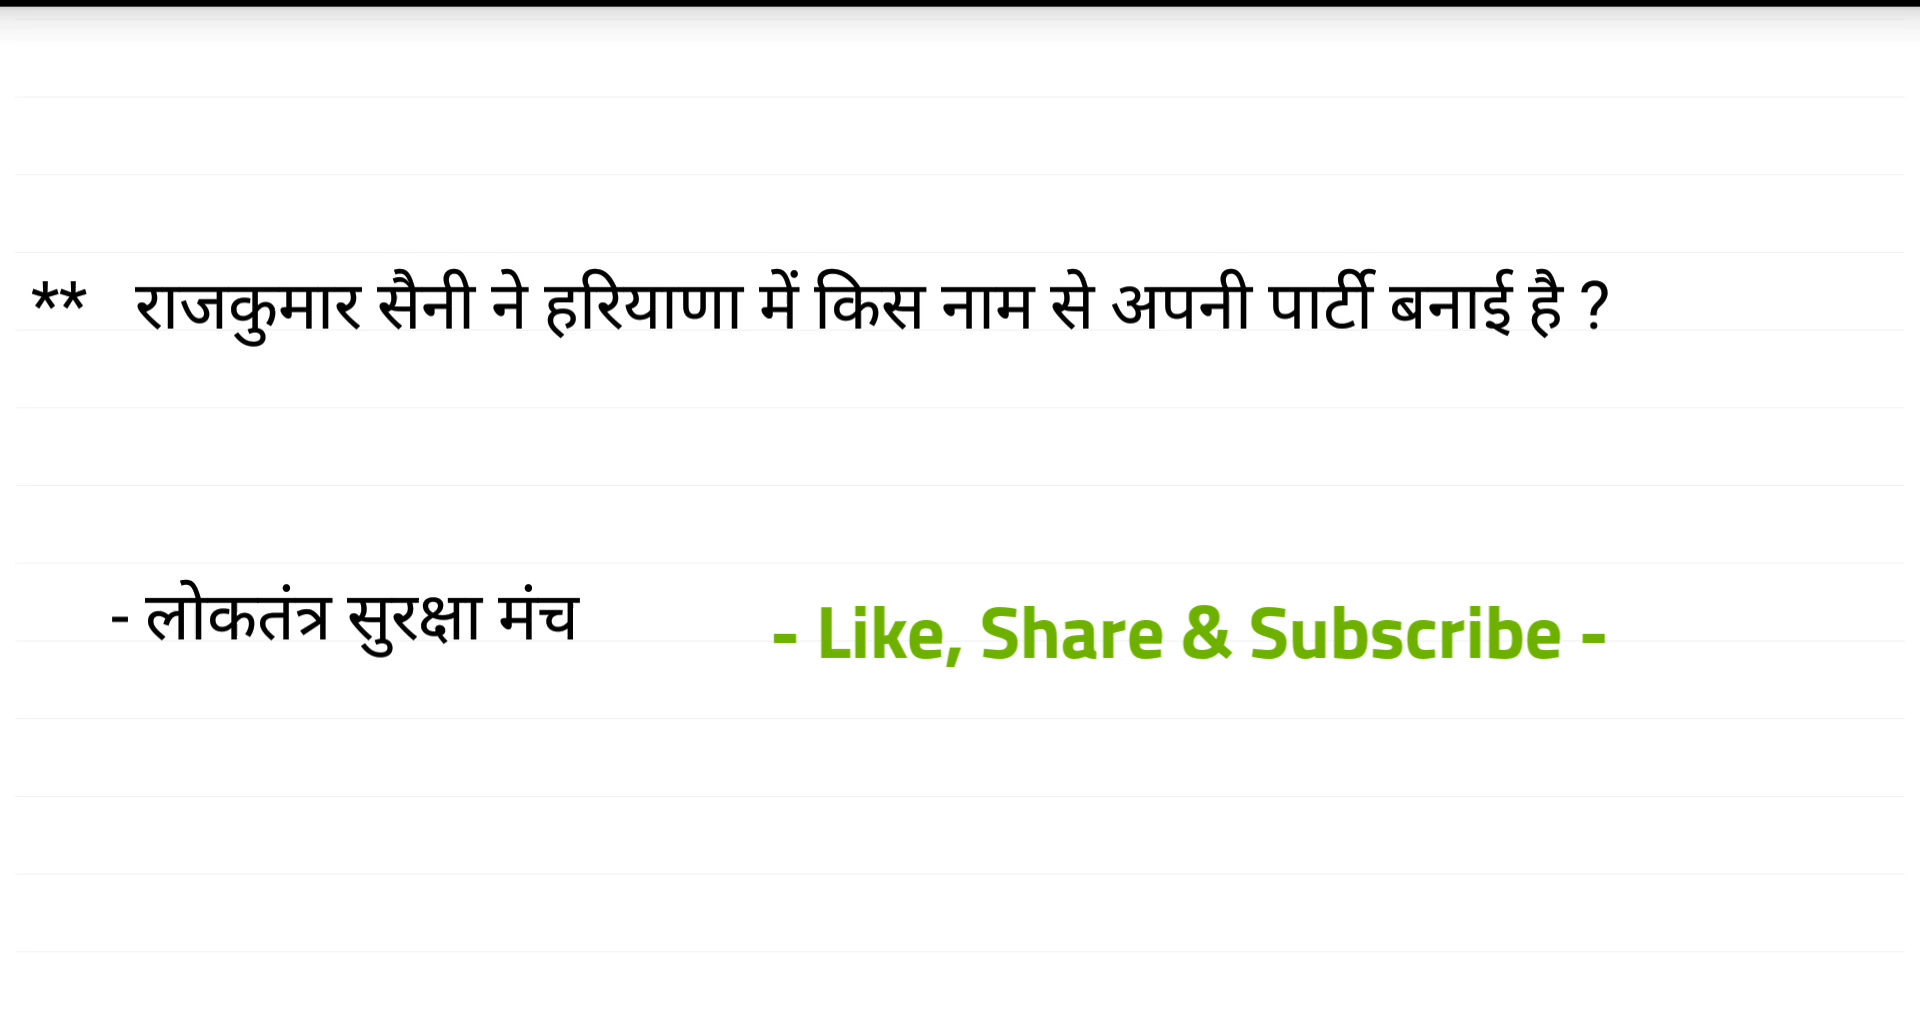 ** राजकुमार सैनी ने हरियाणा में किस नाम से अपनी पार्टी बनाई है ?
- लोकतंत्र सुरक्षा मंच
- Like, Share & Subscribe -